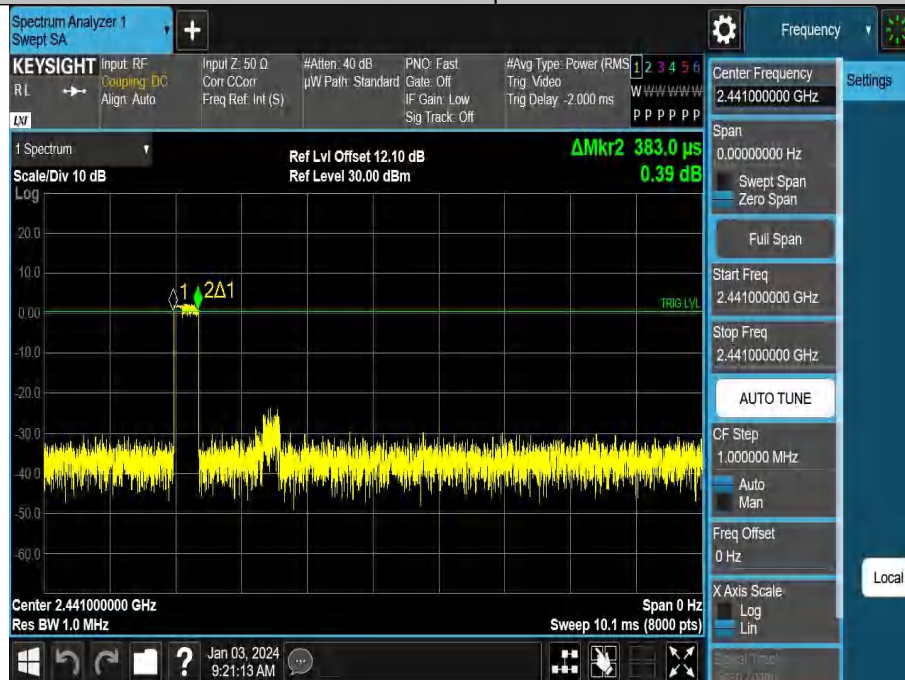 Spectrum Analyzer 1
Swept SA
Frequency
KEYSIGHT
RL
LXI
Input: RF
Coupling: DC
Align: Auto
Input Z: 50 Ω
Corr CCorr
Freq Ref: Int (S)
#Atten: 40 dB
µW Path: Standard
PNO: Fast
Gate: Off
IF Gain: Low
Sig Track: Off
#Avg Type: Power (RMS
Trig: Video
Trig Delay: -2.000 ms
1 2 3 4 5 6
W W W W W W
P P P P P P
1 Spectrum
Scale/Div 10 dB
Log
Ref Lvl Offset 12.10 dB
Ref Level 30.00 dBm
ΔMkr2 383.0 µs
0.39 dB
20.0
10.0
0.00
-10.0
-20.0
-30.0
-40.0
-50.0
-60.0
1 2Δ1
TRIG LVL
Center 2.441000000 GHz
Res BW 1.0 MHz
Span 0 Hz
Sweep 10.1 ms (8000 pts)
Center Frequency
2.441000000 GHz
Settings
Span
0.00000000 Hz
Swept Span
Zero Span
Full Span
Start Freq
2.441000000 GHz
Stop Freq
2.441000000 GHz
AUTO TUNE
CF Step
1.000000 MHz
Auto
Man
Freq Offset
0 Hz
X Axis Scale
Log
Lin
Local
Jan 03, 2024
9:21:13 AM